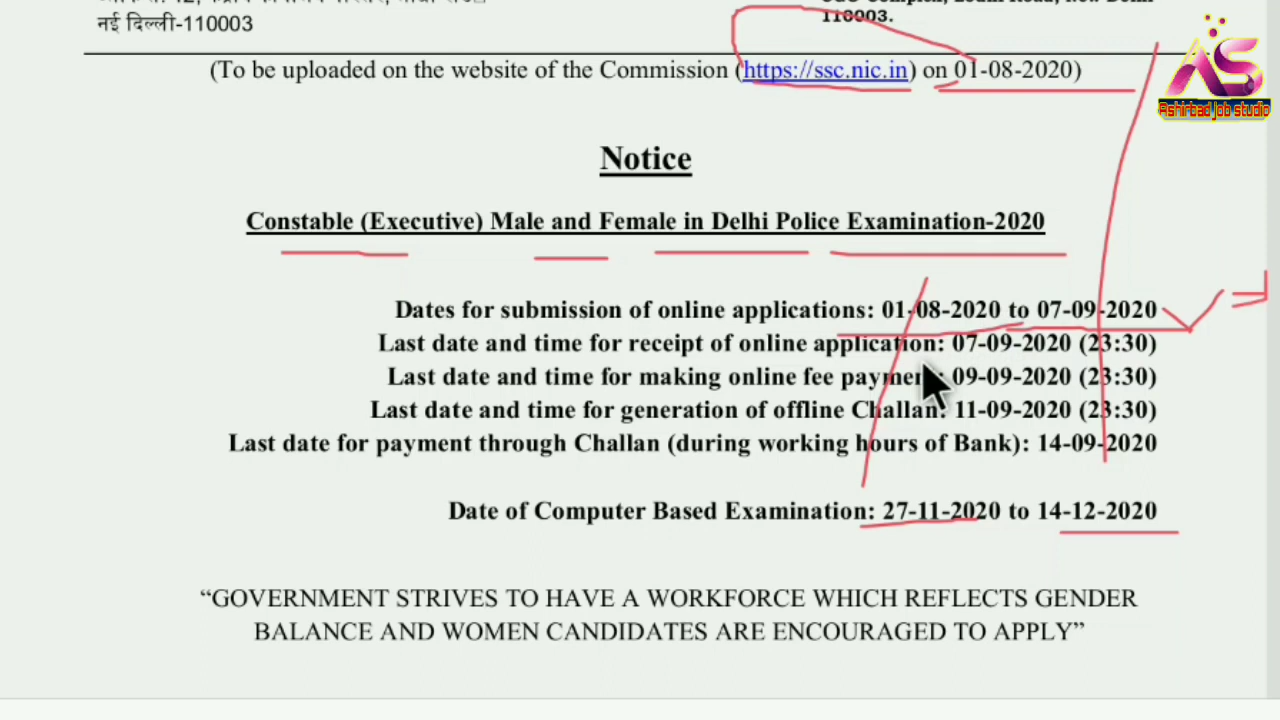 नई दिल्ली-110003
110003.
(To be uploaded on the website of the Commission (https://ssc.nic.in) on 01-08-2020)
AS
Ashirbad job studio
Notice
Constable (Executive) Male and Female in Delhi Police Examination-2020
Dates for submission of online applications: 01-08-2020 to 07-09-2020
Last date and time for receipt of online application: 07-09-2020 (23:30)
Last date and time for making online fee payment: 09-09-2020 (23:30)
Last date and time for generation of offline Challan: 11-09-2020 (23:30)
Last date for payment through Challan (during working hours of Bank): 14-09-2020
Date of Computer Based Examination: 27-11-2020 to 14-12-2020
“GOVERNMENT STRIVES TO HAVE A WORKFORCE WHICH REFLECTS GENDER
BALANCE AND WOMEN CANDIDATES ARE ENCOURAGED TO APPLY”